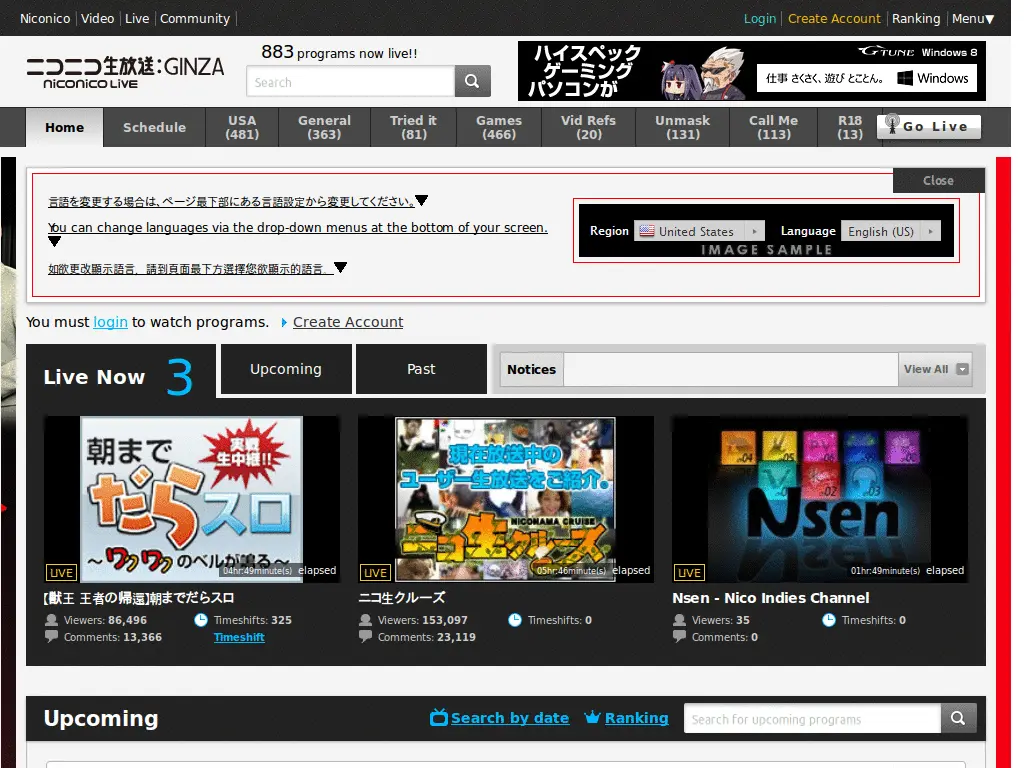 Niconico Video Live Community
Login Create Account Ranking Menu▼
ニコニコ生放送:GINZA
niconico LIVE
883 programs now live!!
Search
ハイスペック
ゲーミング
パソコンが
G TUNE Windows 8
仕事 さくさく、遊び とことん。 Windows
Home Schedule USA (481) General (363) Tried it (81) Games (466) Vid Refs (20) Unmask (131) Call Me (113) R18 (13) Go Live
Close
言語を変更する場合は、ページ最下部にある言語設定から変更してください。▼
You can change languages via the drop-down menus at the bottom of your screen.
▼
如欲更改顯示語言，請到頁面最下方選擇您欲顯示的語言。▼
Region United States Language English (US)
IMAGE SAMPLE
You must login to watch programs. Create Account
Live Now 3 Upcoming Past Notices View All
朝まで
実戦
生中継!!
だらスロ
～ワクワクのベルが鳴る～
LIVE 04hr:49minute(s) elapsed
現在放送中の
ユーザー生放送をご紹介。
NICONAMA CRUISE
ニコ生クルーズ
LIVE 05hr:46minute(s) elapsed
04 05 06
02 03
Nsen
LIVE 01hr:49minute(s) elapsed
【獣王 王者の帰還】朝までだらスロ
Viewers: 86,496 Timeshifts: 325
Comments: 13,366 Timeshift
ニコ生クルーズ
Viewers: 153,097 Timeshifts: 0
Comments: 23,119
Nsen - Nico Indies Channel
Viewers: 35 Timeshifts: 0
Comments: 0
Upcoming Search by date Ranking Search for upcoming programs